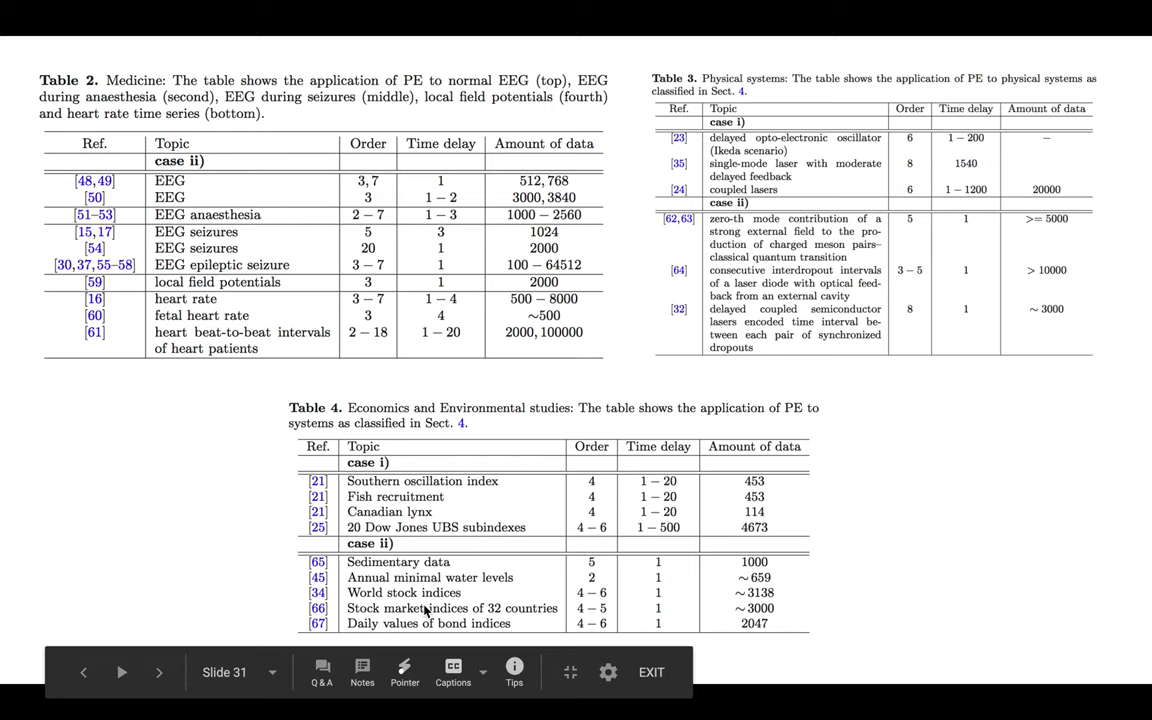 Table 2. Medicine: The table shows the application of PE to normal EEG (top), EEG
during anaesthesia (second), EEG during seizures (middle), local field potentials (fourth)
and heart rate time series (bottom).
Ref. Topic Order Time delay Amount of data
case ii)
[48,49] EEG 3, 7 1 512, 768
[50] EEG 3 1 − 2 3000, 3840
[51–53] EEG anaesthesia 2 − 7 1 − 3 1000 − 2560
[15,17] EEG seizures 5 3 1024
[54] EEG seizures 20 1 2000
[30,37,55–58] EEG epileptic seizure 3 − 7 1 100 − 64512
[59] local field potentials 3 1 2000
[16] heart rate 3 − 7 1 − 4 500 − 8000
[60] fetal heart rate 3 4 ~500
[61] heart beat-to-beat intervals 2 − 18 1 − 20 2000, 100000
of heart patients
Table 3. Physical systems: The table shows the application of PE to physical systems as
classified in Sect. 4.
Ref. Topic Order Time delay Amount of data
case i)
[23] delayed opto-electronic oscillator 6 1 − 200 −
(Ikeda scenario)
[35] single-mode laser with moderate 8 1540
delayed feedback
[24] coupled lasers 6 1 − 1200 20000
case ii)
[62,63] zero-th mode contribution of a 5 1 >= 5000
strong external field to the pro-
duction of charged meson pairs–
classical quantum transition
[64] consecutive interdropout intervals 3 − 5 1 > 10000
of a laser diode with optical feed-
back from an external cavity
[32] delayed coupled semiconductor 8 1 ~ 3000
lasers encoded time interval be-
tween each pair of synchronized
dropouts
Table 4. Economics and Environmental studies: The table shows the application of PE to
systems as classified in Sect. 4.
Ref. Topic Order Time delay Amount of data
case i)
[21] Southern oscillation index 4 1 − 20 453
[21] Fish recruitment 4 1 − 20 453
[21] Canadian lynx 4 1 − 20 114
[25] 20 Dow Jones UBS subindexes 4 − 6 1 − 500 4673
case ii)
[65] Sedimentary data 5 1 1000
[45] Annual minimal water levels 2 1 ~ 659
[34] World stock indices 4 − 6 1 ~ 3138
[66] Stock market indices of 32 countries 4 − 5 1 ~ 3000
[67] Daily values of bond indices 4 − 6 1 2047
Slide 31 Q & A Notes Pointer Captions Tips EXIT